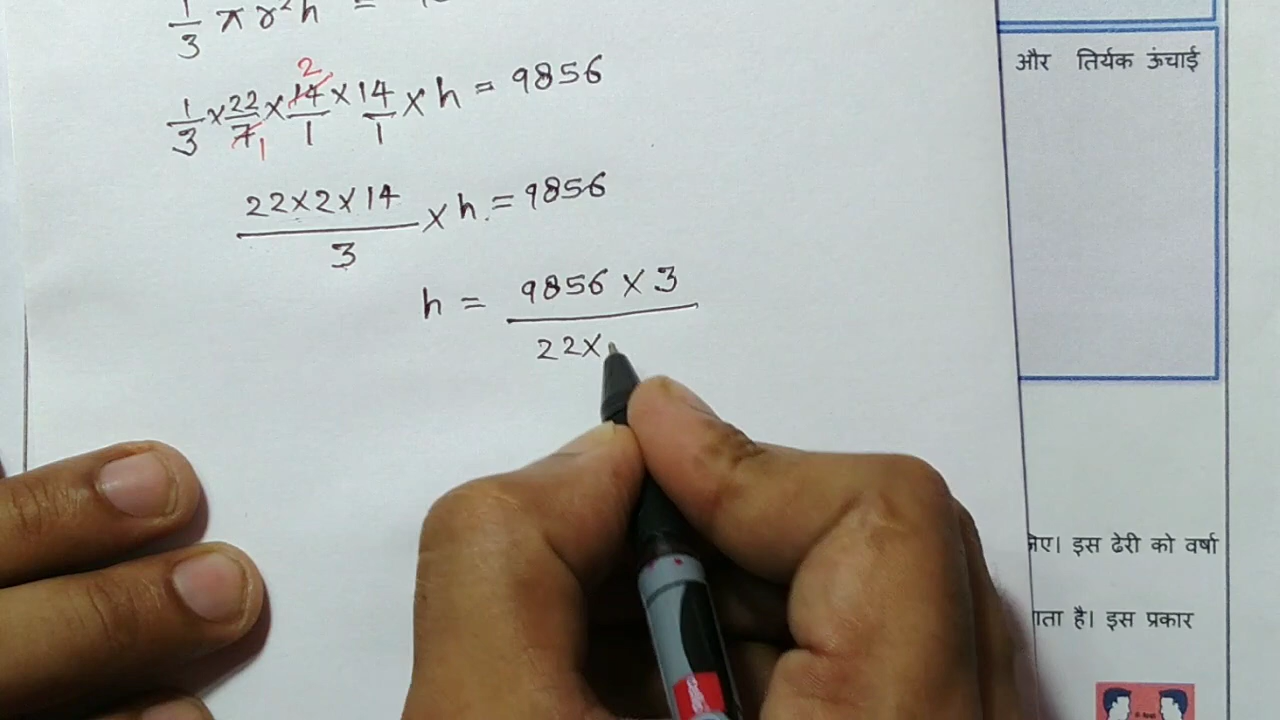 1/3 π r² h =
1/3 × 22/7 1 × 14 2/1 × 14/1 × h = 9856
22×2×14/3 × h = 9856
h = 9856 × 3/22×
और तिर्यक ऊंचाई
इस ढेरी को वर्षा
है। इस प्रकार